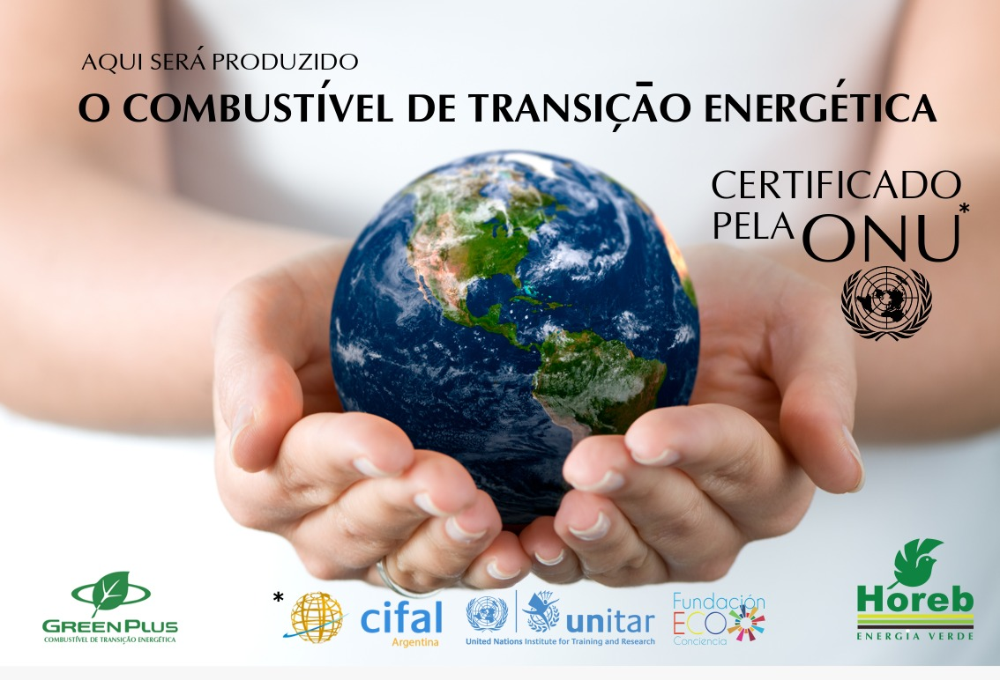 AQUI SERÁ PRODUZIDO
O COMBUSTÍVEL DE TRANSIÇĀO ENERGÉTICA
CERTIFICADO
PELA ONU*
GREENPLUS
COMBUSTÍVEL DE TRANSIÇÃO ENERGÉTICA
* cifal
Argentina
unitar
United Nations Institute for Training and Research
Fundación
ECO
Conciencia
Horeb
ENERGIA VERDE